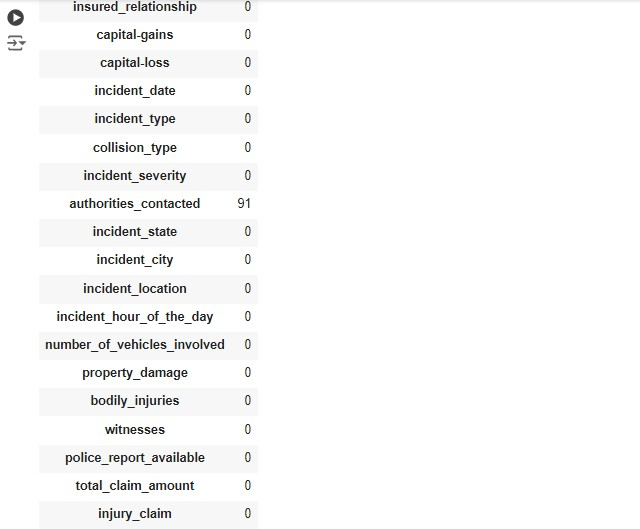 insured_relationship 0
capital-gains 0
capital-loss 0
incident_date 0
incident_type 0
collision_type 0
incident_severity 0
authorities_contacted 91
incident_state 0
incident_city 0
incident_location 0
incident_hour_of_the_day 0
number_of_vehicles_involved 0
property_damage 0
bodily_injuries 0
witnesses 0
police_report_available 0
total_claim_amount 0
injury_claim 0